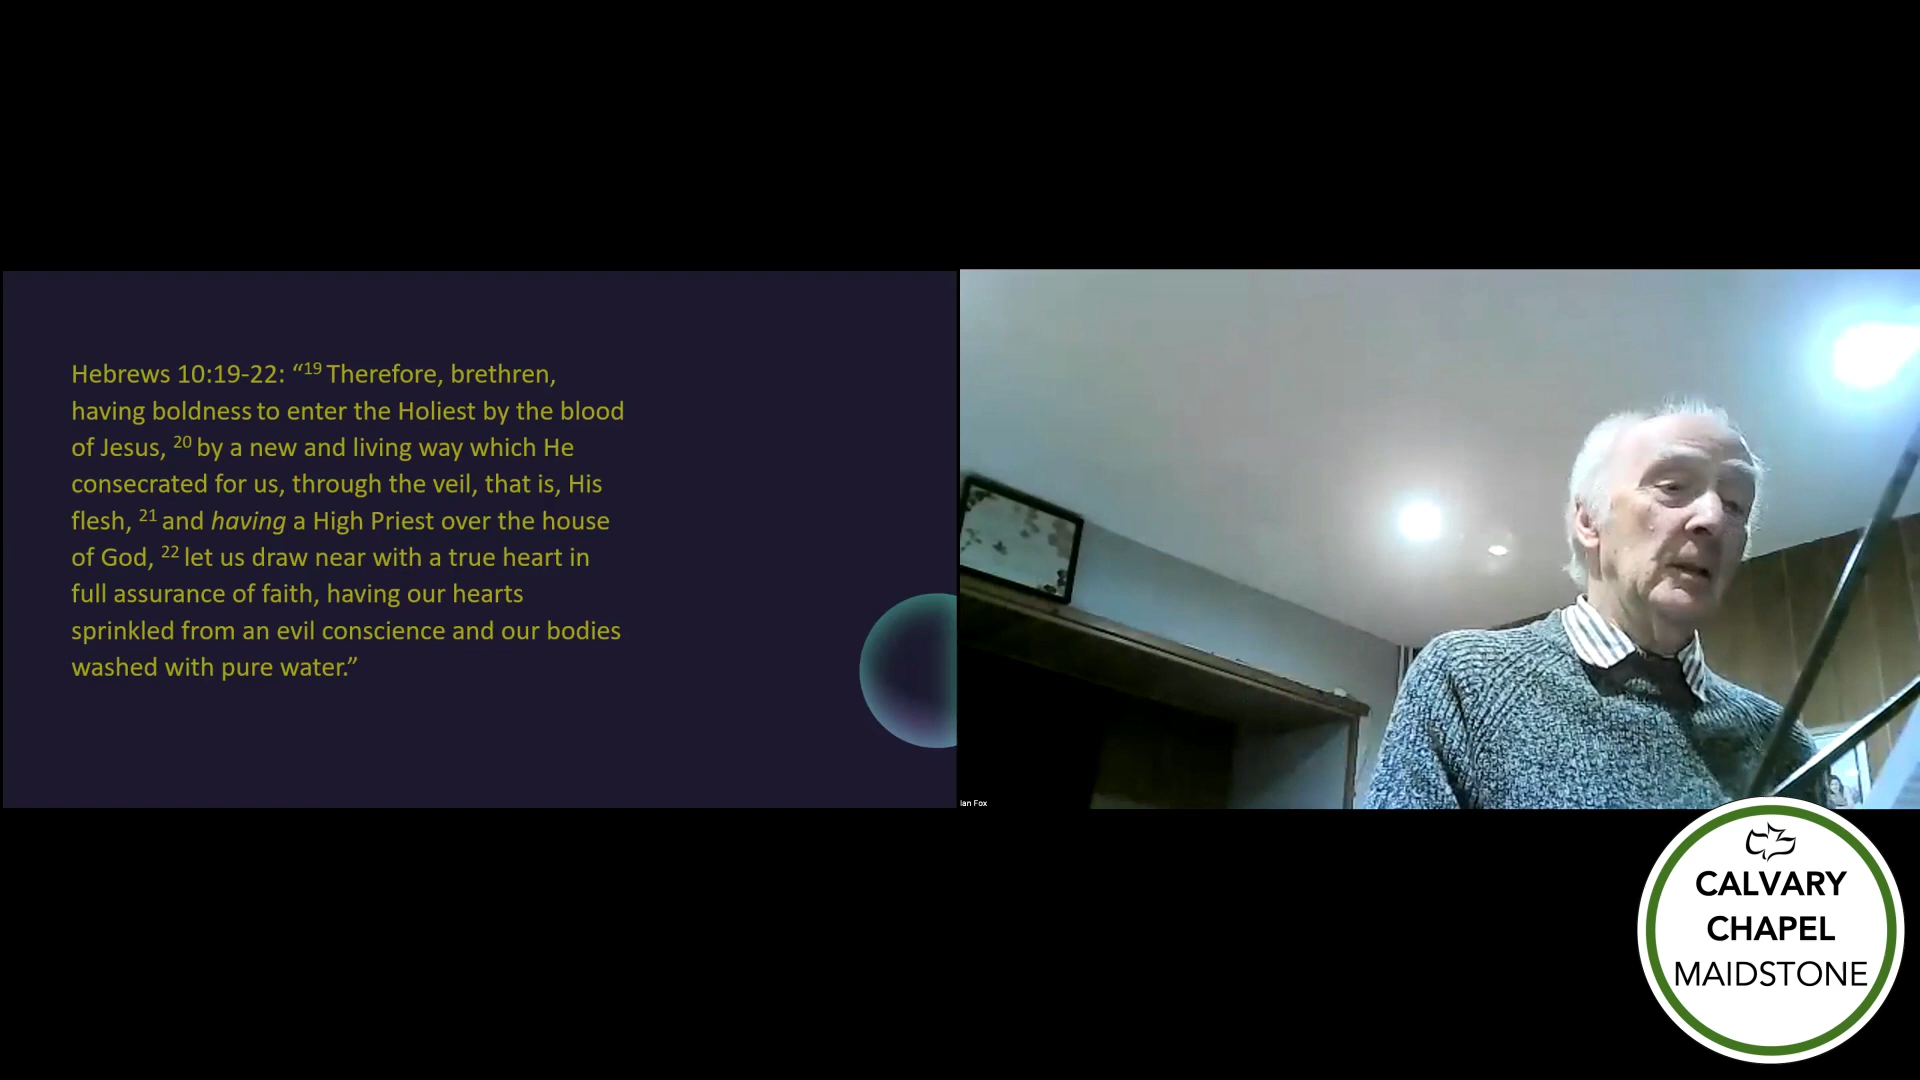 Hebrews 10:19-22: “19 Therefore, brethren,
having boldness to enter the Holiest by the blood
of Jesus, 20 by a new and living way which He
consecrated for us, through the veil, that is, His
flesh, 21 and having a High Priest over the house
of God, 22 let us draw near with a true heart in
full assurance of faith, having our hearts
sprinkled from an evil conscience and our bodies
washed with pure water.”
Ian Fox
CALVARY
CHAPEL
MAIDSTONE